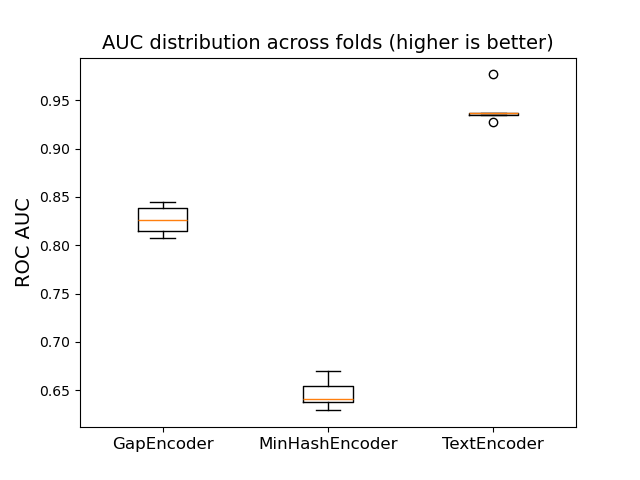 AUC distribution across folds (higher is better)
ROC AUC
0.95
0.90
0.85
0.80
0.75
0.70
0.65
GapEncoder MinHashEncoder TextEncoder